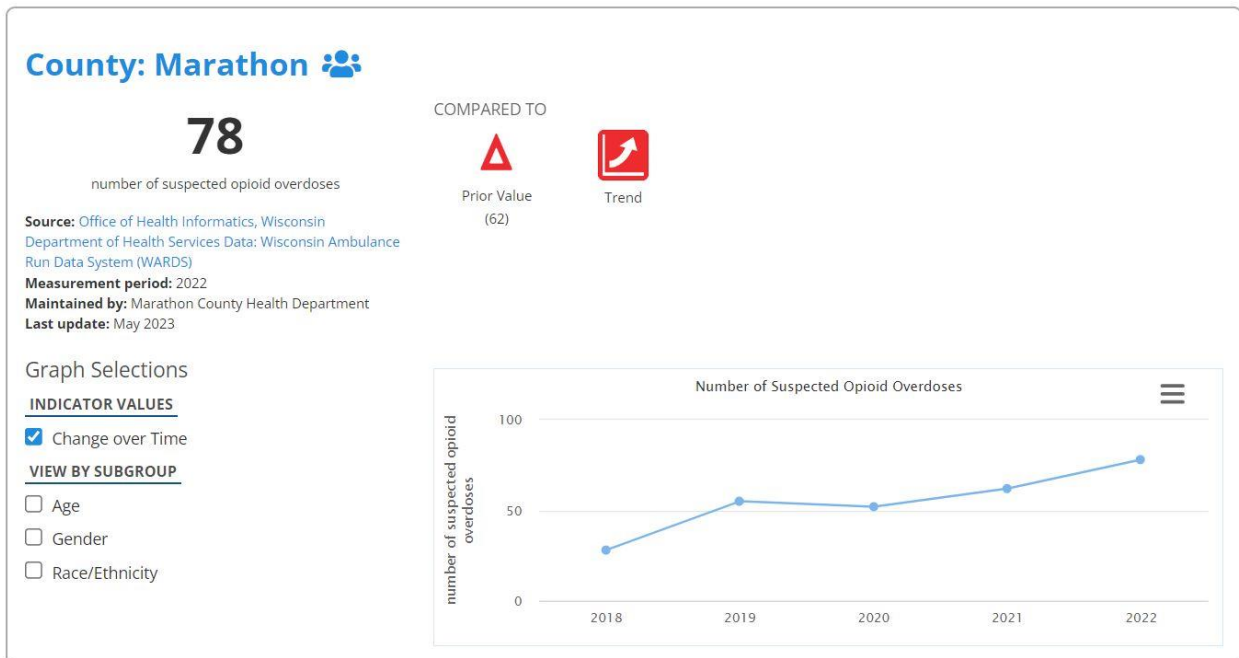 County: Marathon
78
number of suspected opioid overdoses
COMPARED TO
Prior Value
(62)
Trend
Source: Office of Health Informatics, Wisconsin
Department of Health Services Data: Wisconsin Ambulance
Run Data System (WARDS)
Measurement period: 2022
Maintained by: Marathon County Health Department
Last update: May 2023
Graph Selections
INDICATOR VALUES
Change over Time
VIEW BY SUBGROUP
Age
Gender
Race/Ethnicity
Number of Suspected Opioid Overdoses
number of suspected opioid
overdoses
100
50
0
2018 2019 2020 2021 2022